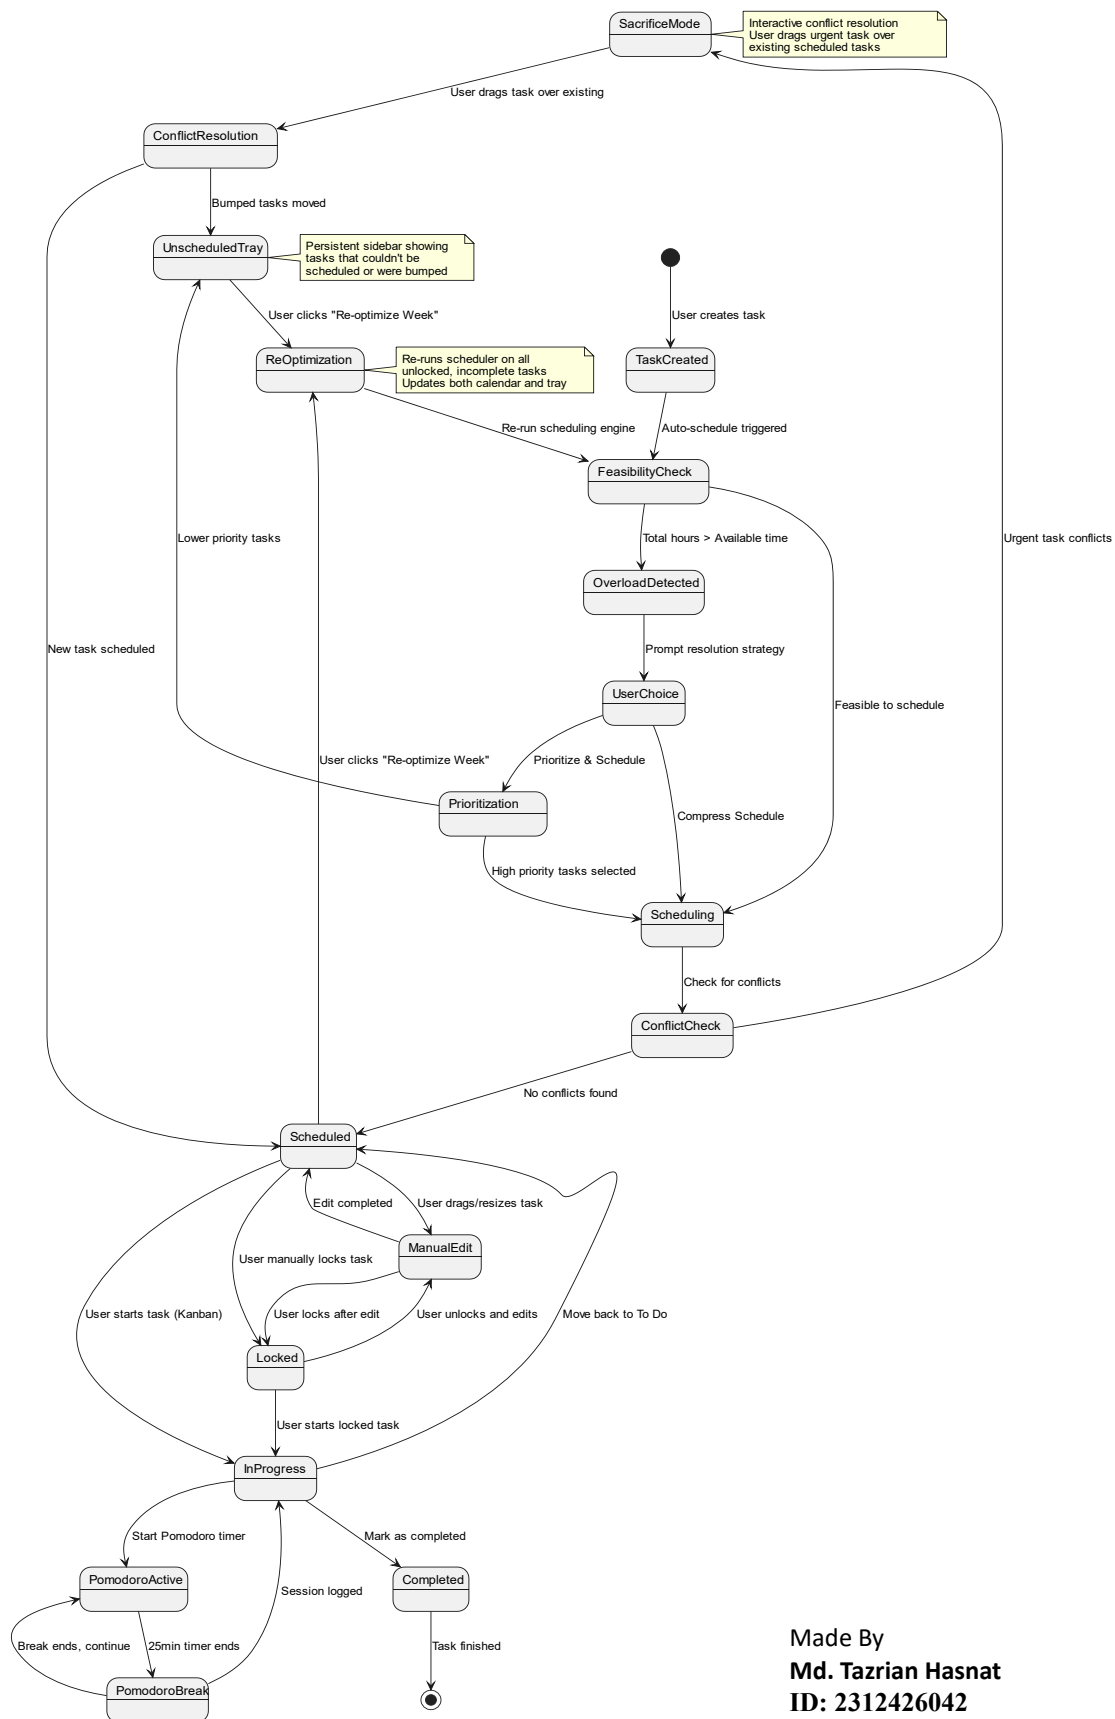 SacrificeMode
Interactive conflict resolution
User drags urgent task over
existing scheduled tasks
User drags task over existing
ConflictResolution
Bumped tasks moved
UnscheduledTray
Persistent sidebar showing
tasks that couldn't be
scheduled or were bumped
User creates task
User clicks "Re-optimize Week"
ReOptimization
Re-runs scheduler on all
unlocked, incomplete tasks
Updates both calendar and tray
TaskCreated
Re-run scheduling engine
Auto-schedule triggered
FeasibilityCheck
Lower priority tasks
Total hours > Available time
Urgent task conflicts
OverloadDetected
New task scheduled
Prompt resolution strategy
UserChoice
Feasible to schedule
User clicks "Re-optimize Week"
Prioritize & Schedule
Prioritization
Compress Schedule
High priority tasks selected
Scheduling
Check for conflicts
ConflictCheck
No conflicts found
Scheduled
Edit completed
User drags/resizes task
ManualEdit
User manually locks task
User starts task (Kanban)
User locks after edit
User unlocks and edits
Move back to To Do
Locked
User starts locked task
InProgress
Start Pomodoro timer
Mark as completed
PomodoroActive
Session logged
Completed
Break ends, continue
25min timer ends
Task finished
PomodoroBreak
Made By
Md. Tazrian Hasnat
ID: 2312426042